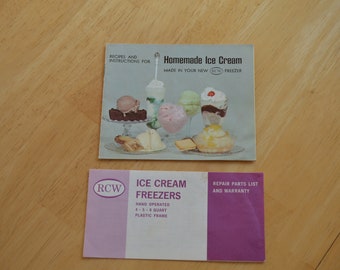 RECIPES AND
INSTRUCTIONS FOR
Homemade Ice Cream
MADE IN YOUR NEW RCW FREEZER
RCW
ICE CREAM
FREEZERS
HAND OPERATED
4 - 5 - 6 QUART
PLASTIC FRAME
REPAIR PARTS LIST
AND WARRANTY